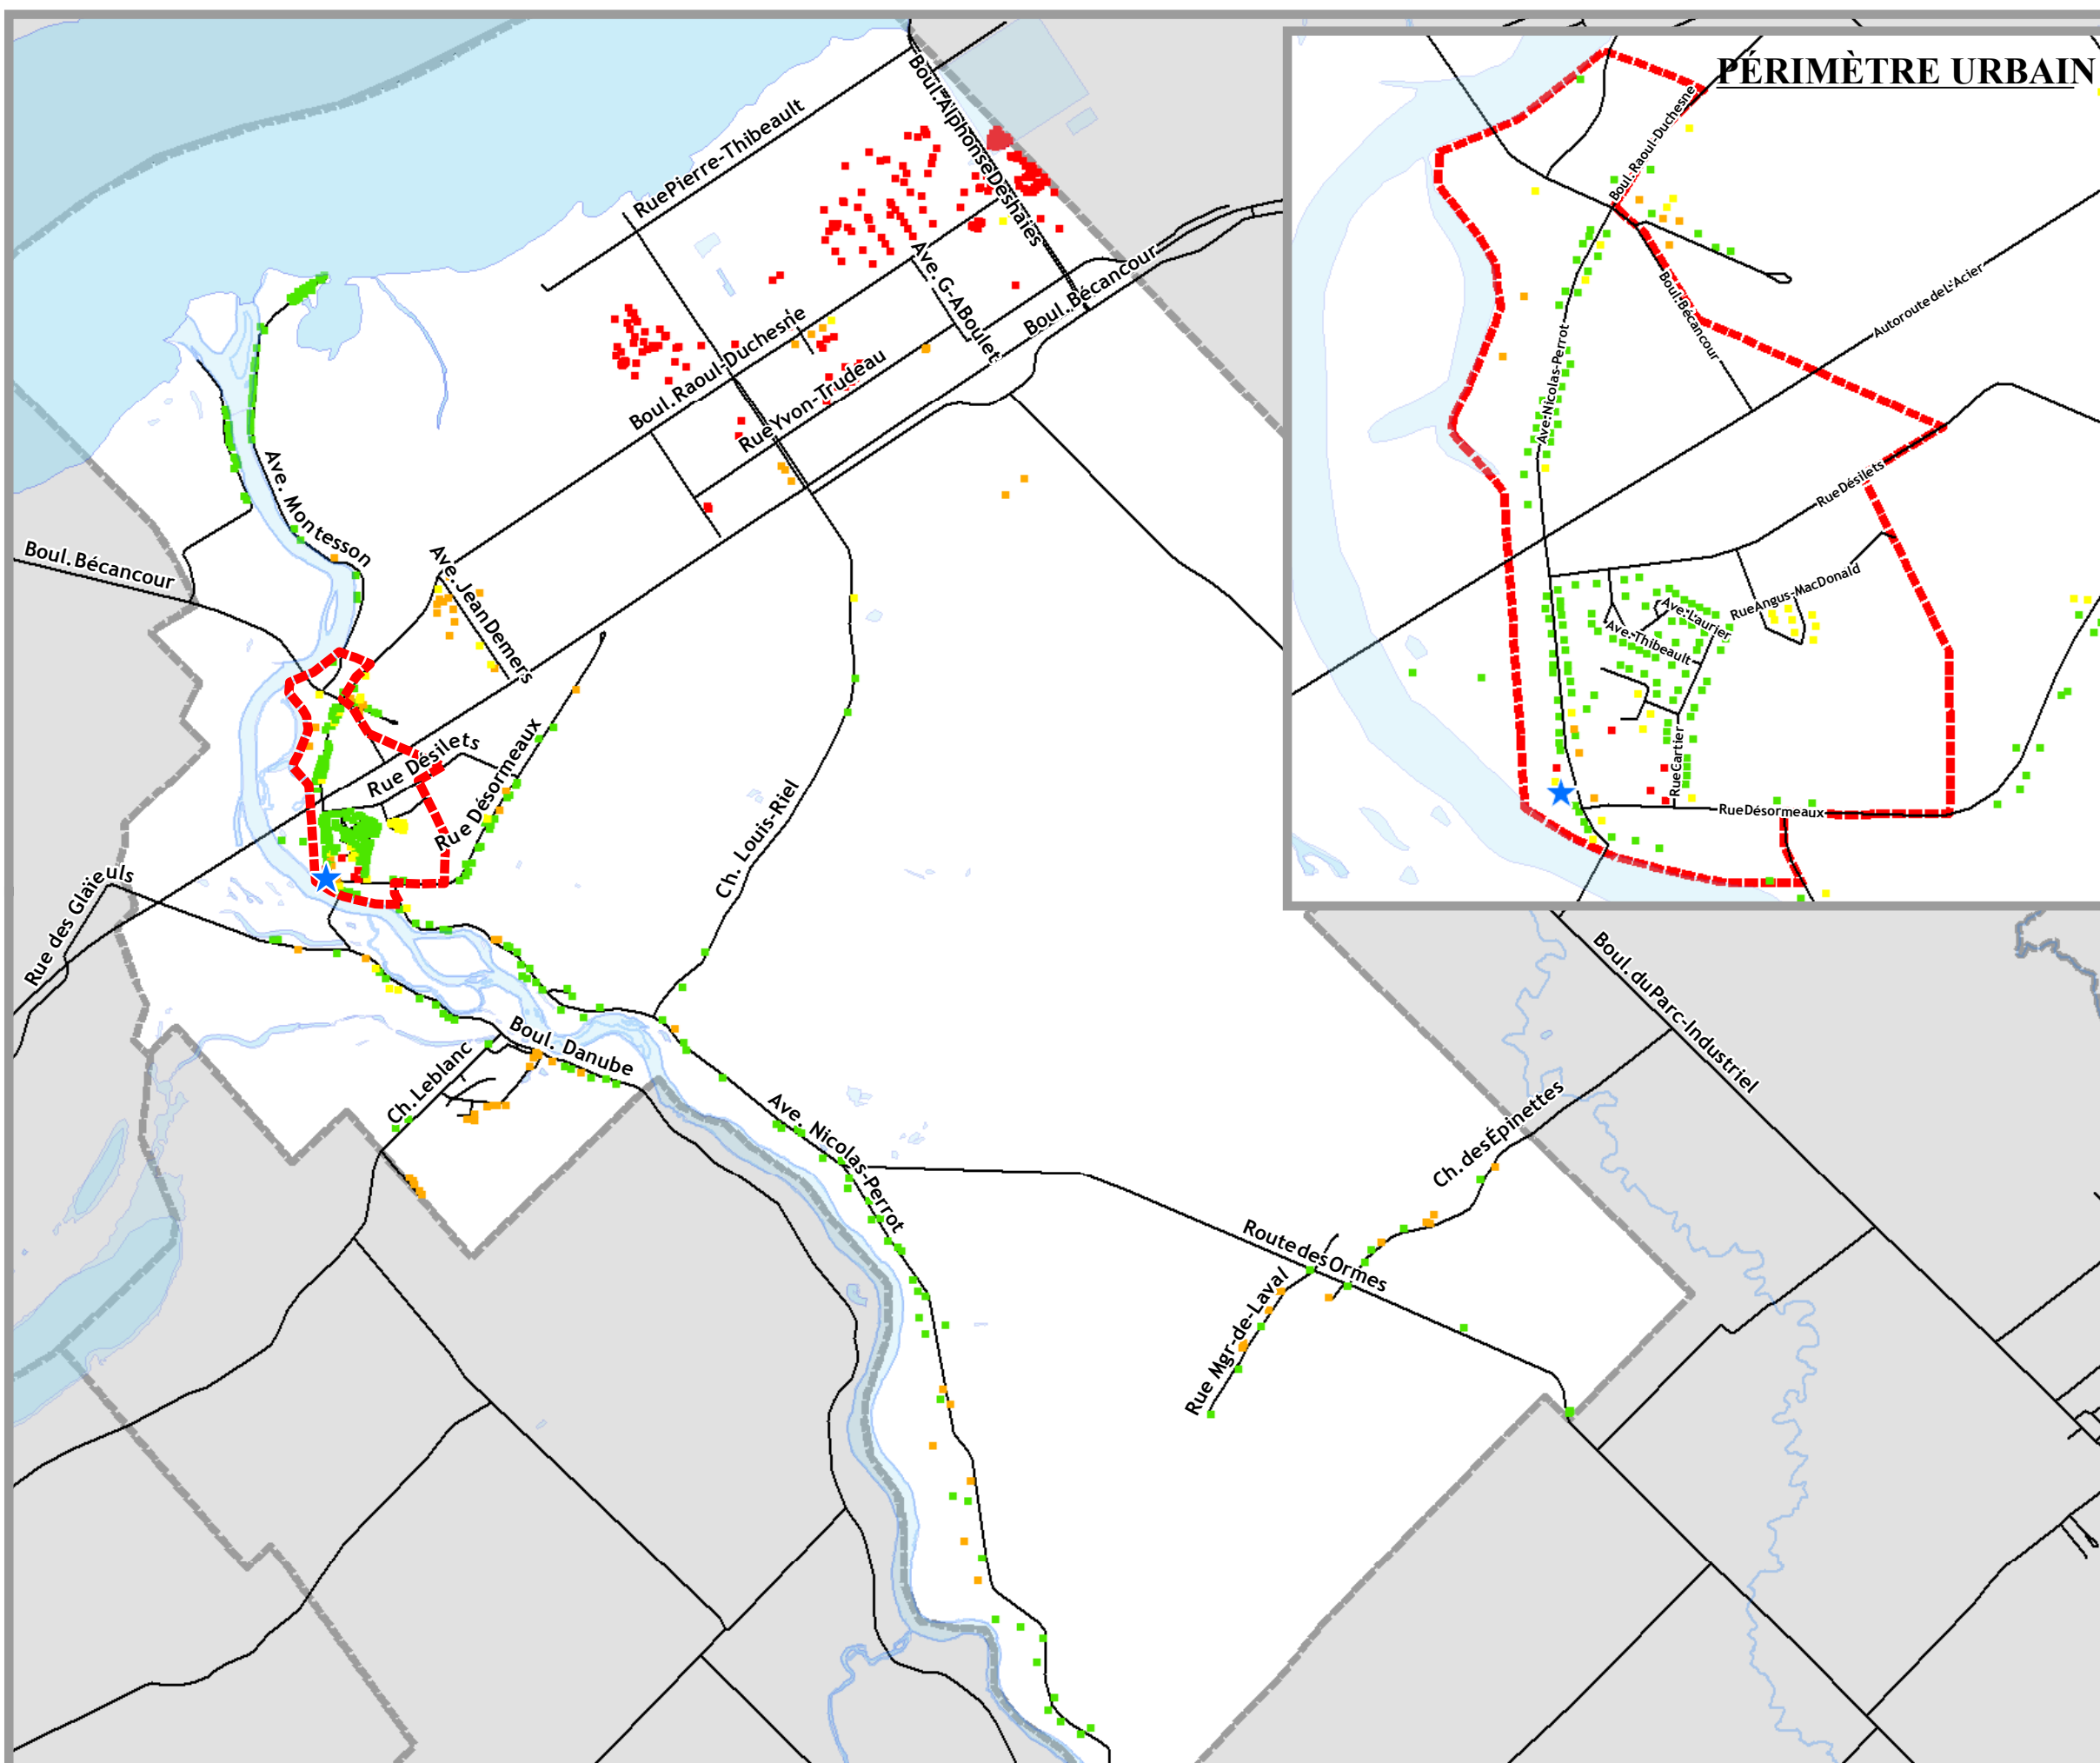 PÉRIMÈTRE URBAIN
Boul. Alphonse Deshaies
Rue Pierre-Thibeault
Boul. Raoul-Duchesne
Ave. G-A Boulet
Boul. Bécancour
Rue Yvon-Trudeau
Ave. Montesson
Boul. Bécancour
Ave. Jean Demers
Rue Désilets
Rue Désormeaux
Ch. Louis-Riel
Rue des Glaïeuls
Boul. Danube
Ch. Leblanc
Ave. Nicolas-Perrot
Route des Ormes
Rue Mgr-de-Laval
Ch. des Épinettes
Boul. du Parc-Industriel
Boul. Raoul-Duchesne
Boul. Bécancour
Autoroute de L'Acier
Ave. Nicolas-Perrot
Rue Désilets
Rue Angus-MacDonald
Ave. Laurier
Ave. Thibeault
Rue Cartier
Rue Désormeaux